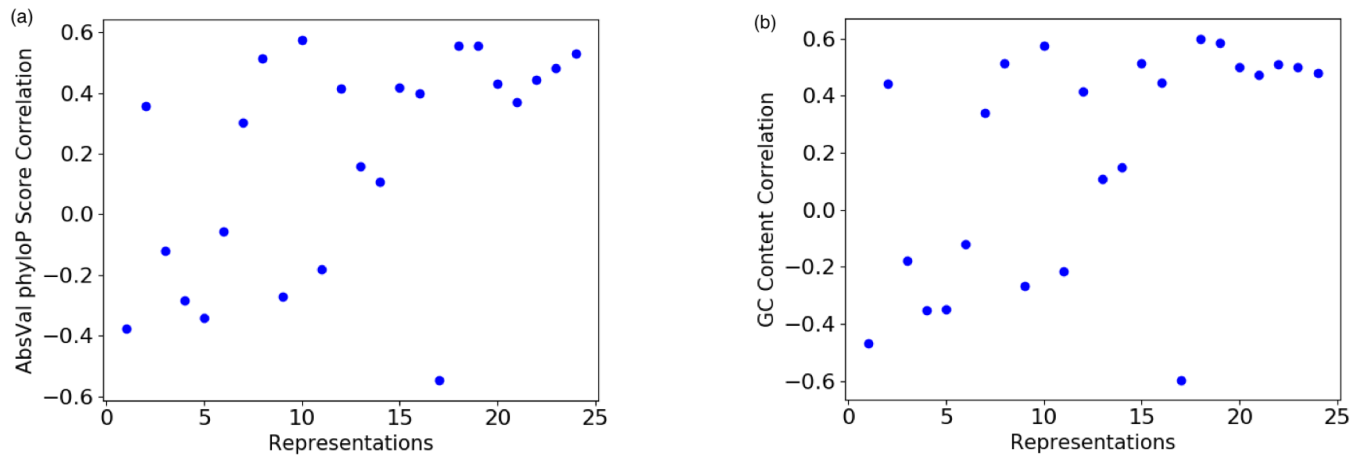 (a)
AbsVal phyloP Score Correlation
0.6
0.4
0.2
0.0
−0.2
−0.4
−0.6
0 5 10 15 20 25
Representations
(b)
GC Content Correlation
0.6
0.4
0.2
0.0
−0.2
−0.4
−0.6
0 5 10 15 20 25
Representations